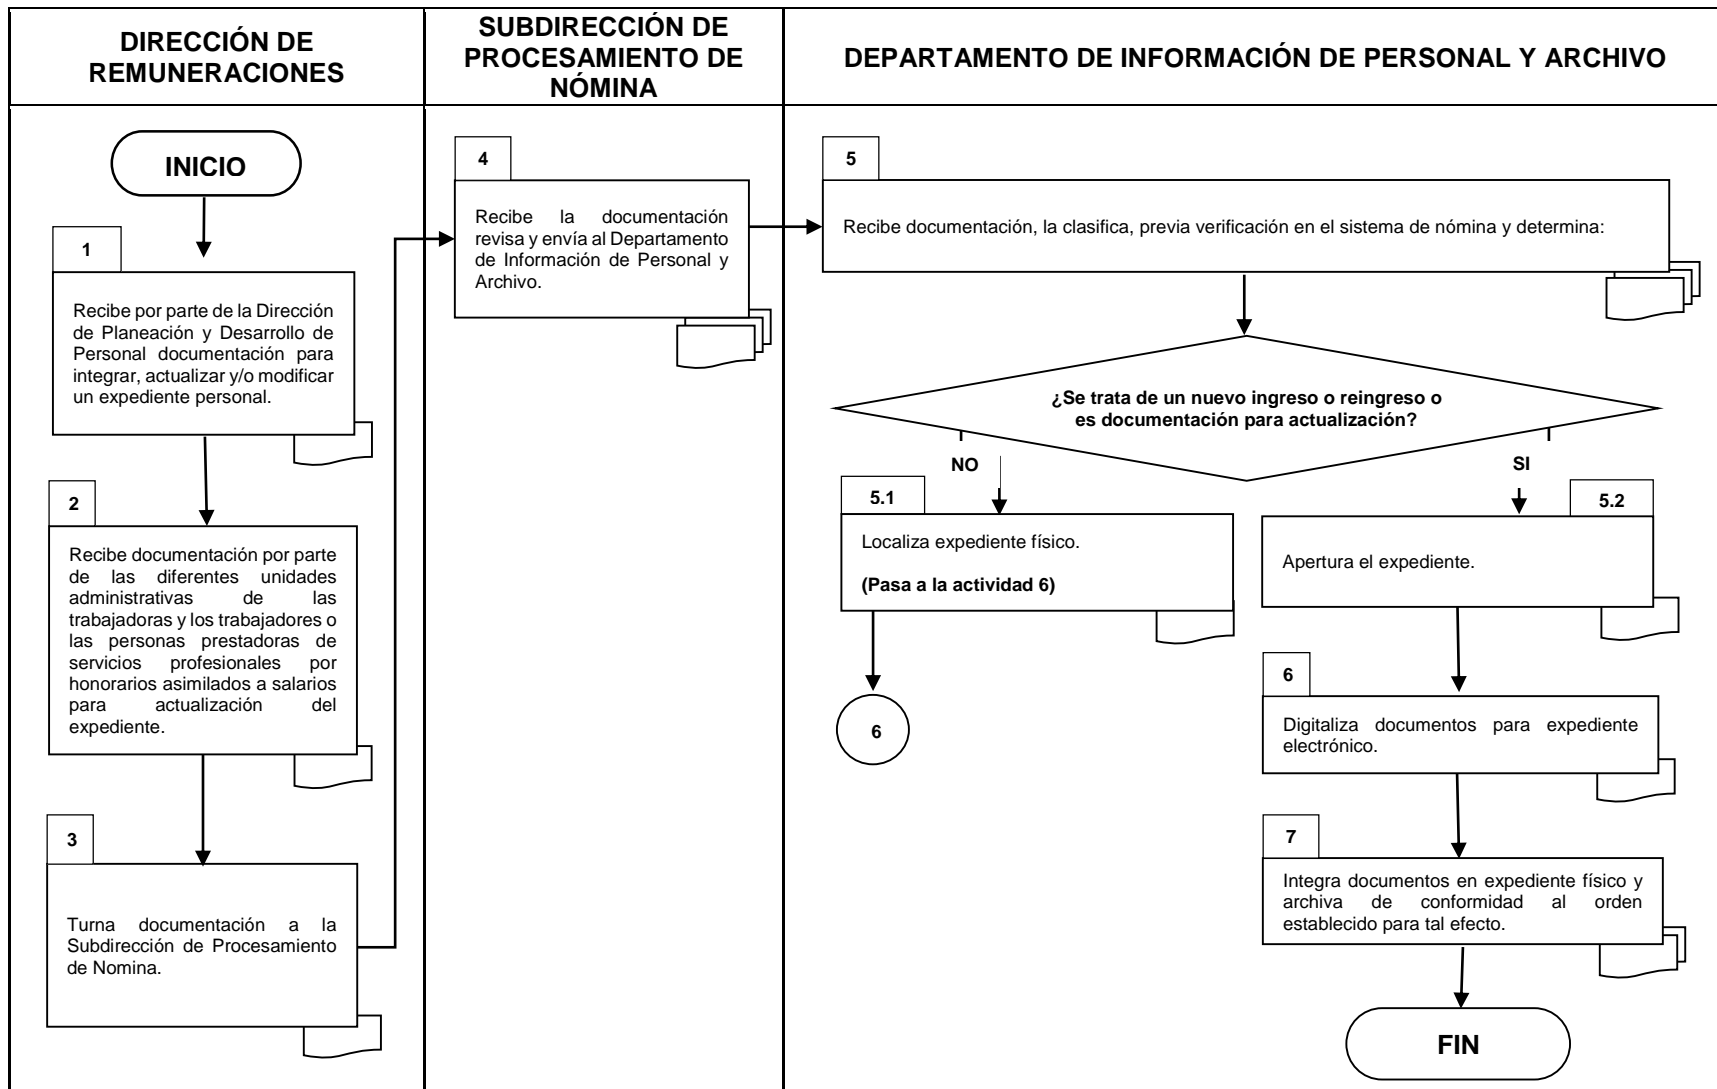 DIRECCIÓN DE
REMUNERACIONES
SUBDIRECCIÓN DE
PROCESAMIENTO DE
NÓMINA
DEPARTAMENTO DE INFORMACIÓN DE PERSONAL Y ARCHIVO
INICIO
1
Recibe por parte de la Dirección
de Planeación y Desarrollo de
Personal documentación para
integrar, actualizar y/o modificar
un expediente personal.
2
Recibe documentación por parte
de las diferentes unidades
administrativas de las
trabajadoras y los trabajadores o
las personas prestadoras de
servicios profesionales por
honorarios asimilados a salarios
para actualización del
expediente.
3
Turna documentación a la
Subdirección de Procesamiento
de Nomina.
4
Recibe la documentación
revisa y envía al Departamento
de Información de Personal y
Archivo.
5
Recibe documentación, la clasifica, previa verificación en el sistema de nómina y determina:
¿Se trata de un nuevo ingreso o reingreso o
es documentación para actualización?
NO
SI
5.1
Localiza expediente físico.
(Pasa a la actividad 6)
6
5.2
Apertura el expediente.
6
Digitaliza documentos para expediente
electrónico.
7
Integra documentos en expediente físico y
archiva de conformidad al orden
establecido para tal efecto.
FIN